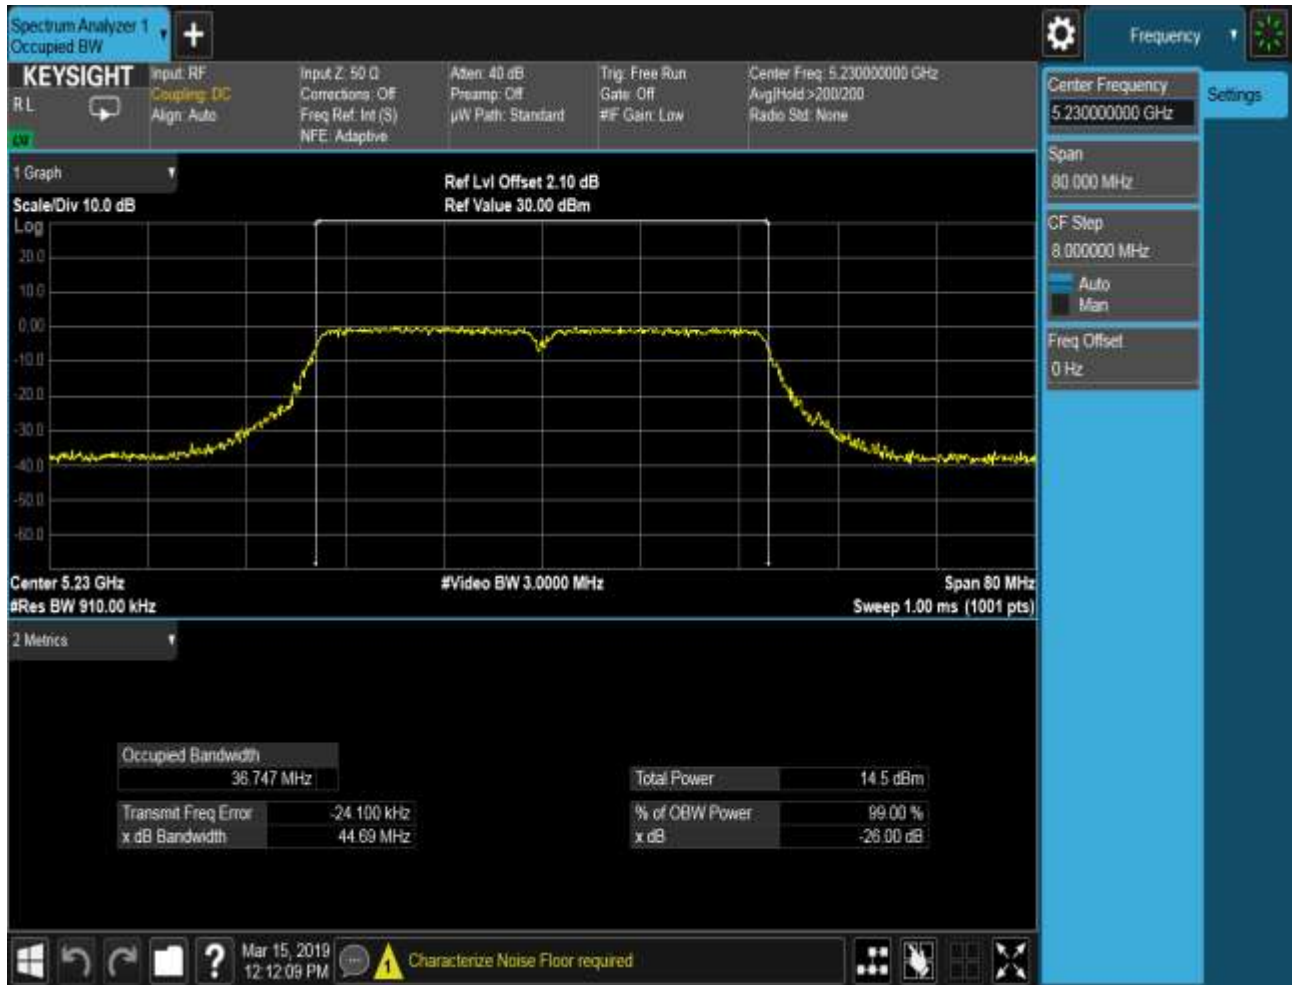 Spectrum Analyzer 1
Occupied BW
Frequency
KEYSIGHT
R L
Input: RF
Coupling: DC
Align: Auto
Input Z: 50 Ω
Corrections: Off
Freq Ref: Int (S)
NFE: Adaptive
Atten: 40 dB
Preamp: Off
µW Path: Standard
Trig: Free Run
Gate: Off
#IF Gain: Low
Center Freq: 5.230000000 GHz
Avg|Hold:>200/200
Radio Std: None
Center Frequency
5.230000000 GHz
Settings
Span
80.000 MHz
CF Step
8.000000 MHz
Auto
Man
Freq Offset
0 Hz
1 Graph
Scale/Div 10.0 dB
Ref Lvl Offset 2.10 dB
Ref Value 30.00 dBm
Log
20.0
10.0
0.00
-10.0
-20.0
-30.0
-40.0
-50.0
-60.0
Center 5.23 GHz
#Video BW 3.0000 MHz
Span 80 MHz
#Res BW 910.00 kHz
Sweep 1.00 ms (1001 pts)
2 Metrics
Occupied Bandwidth
36.747 MHz
Total Power 14.5 dBm
Transmit Freq Error -24.100 kHz
% of OBW Power 99.00 %
x dB Bandwidth 44.69 MHz
x dB -26.00 dB
?
Mar 15, 2019
12:12:09 PM
1
Characterize Noise Floor required